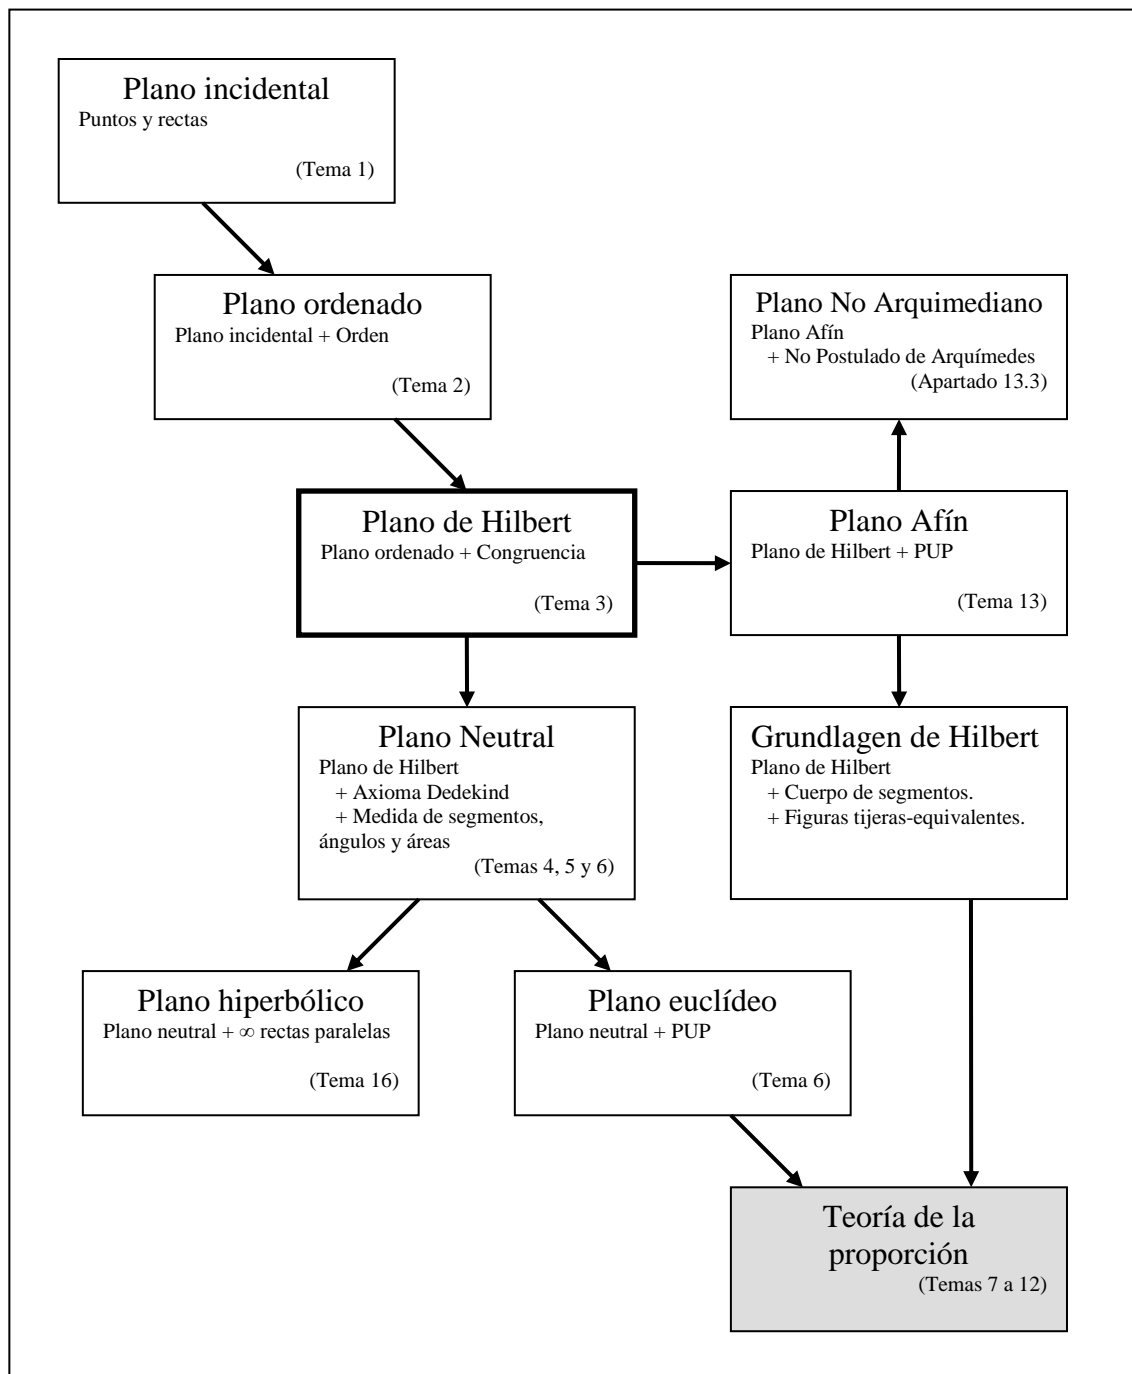 Plano incidental
Puntos y rectas
(Tema 1)
Plano ordenado
Plano incidental + Orden
(Tema 2)
Plano No Arquimediano
Plano Afín
+ No Postulado de Arquímedes
(Apartado 13.3)
Plano de Hilbert
Plano ordenado + Congruencia
(Tema 3)
Plano Afín
Plano de Hilbert + PUP
(Tema 13)
Plano Neutral
Plano de Hilbert
+ Axioma Dedekind
+ Medida de segmentos,
ángulos y áreas
(Temas 4, 5 y 6)
Grundlagen de Hilbert
Plano de Hilbert
+ Cuerpo de segmentos.
+ Figuras tijeras-equivalentes.
Plano hiperbólico
Plano neutral + ∞ rectas paralelas
(Tema 16)
Plano euclídeo
Plano neutral + PUP
(Tema 6)
Teoría de la
proporción
(Temas 7 a 12)